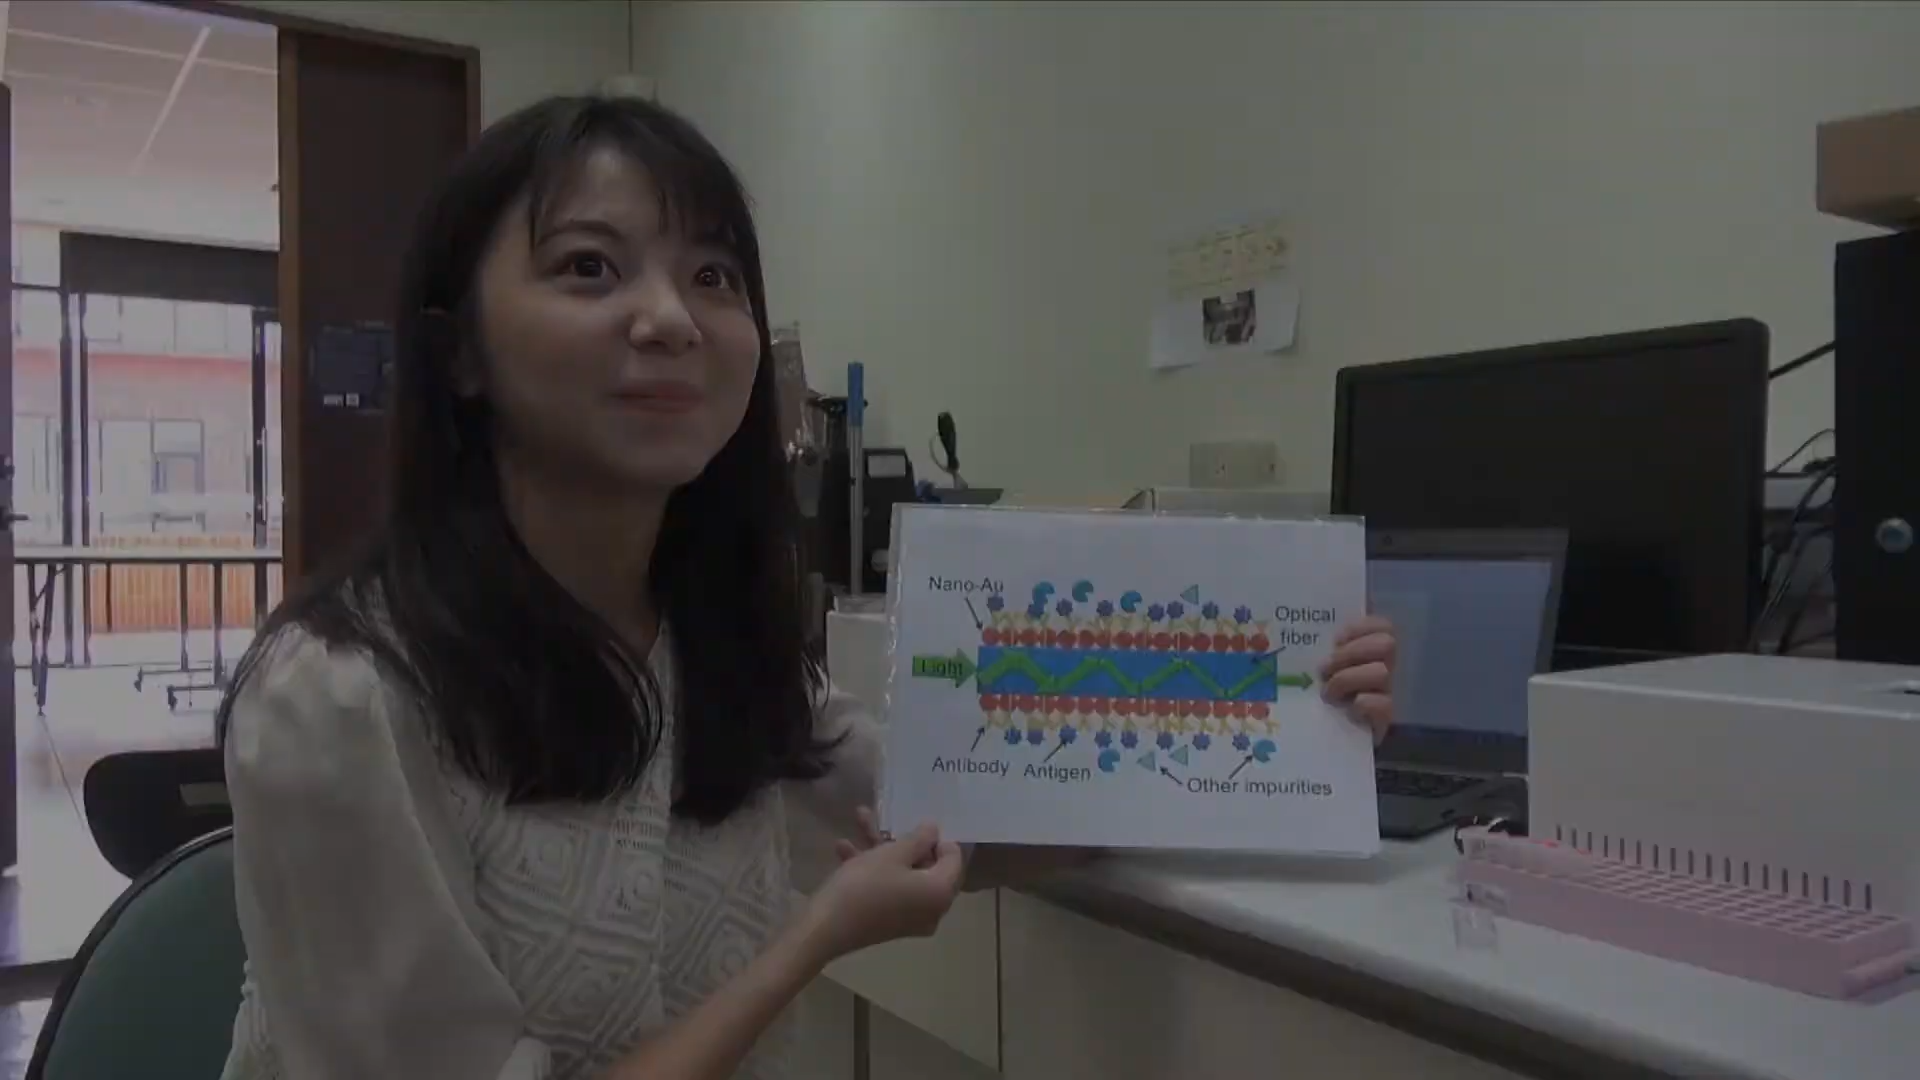 Nano-Au
Optical
fiber
Light
Antibody
Antigen
Other impurities